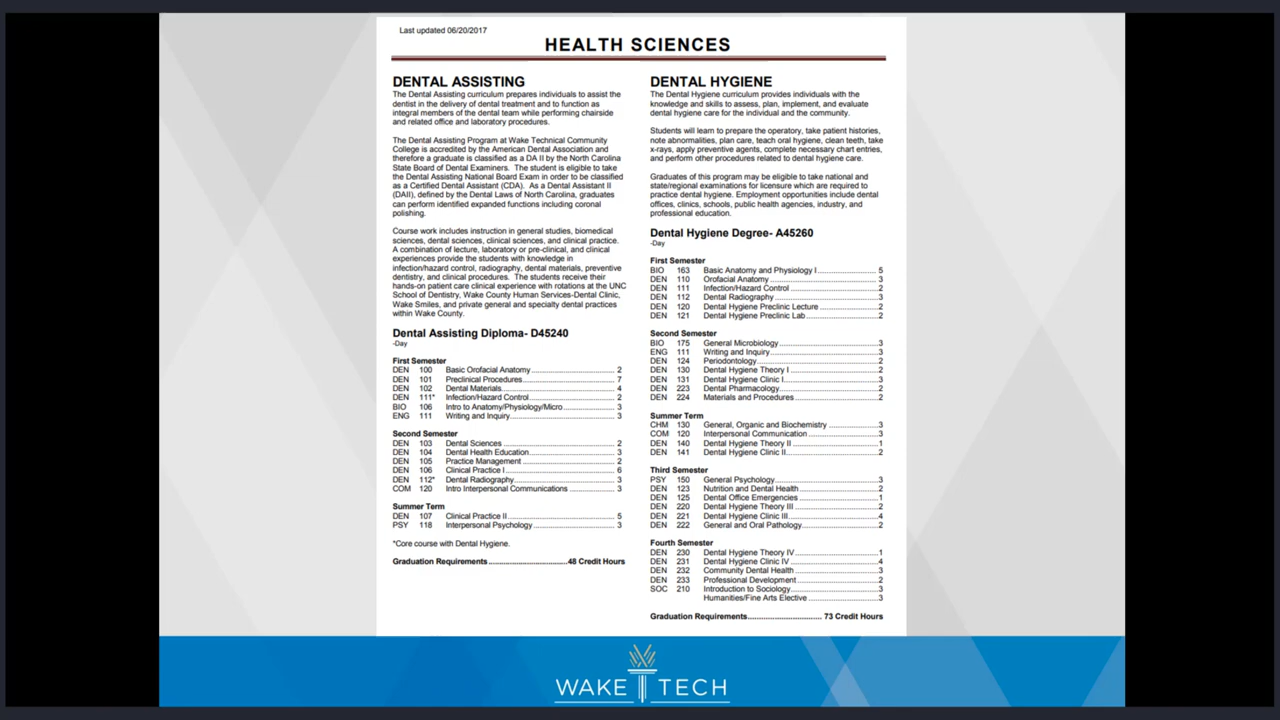 Last updated 06/20/2017
HEALTH SCIENCES
DENTAL ASSISTING
The Dental Assisting curriculum prepares individuals to assist the
dentist in the delivery of dental treatment and to function as
integral members of the dental team while performing chairside
and related office and laboratory procedures.
The Dental Assisting Program at Wake Technical Community
College is accredited by the American Dental Association and
therefore a graduate is classified as a DA II by the North Carolina
State Board of Dental Examiners. The student is eligible to take
the Dental Assisting National Board Exam in order to be classified
as a Certified Dental Assistant (CDA). As a Dental Assistant II
(DAII), defined by the Dental Laws of North Carolina, graduates
can perform identified expanded functions including coronal
polishing.
Course work includes instruction in general studies, biomedical
sciences, dental sciences, clinical sciences, and clinical practice.
A combination of lecture, laboratory or pre-clinical, and clinical
experiences provide the students with knowledge in
infection/hazard control, radiography, dental materials, preventive
dentistry, and clinical procedures. The students receive their
hands-on patient care clinical experience with rotations at the UNC
School of Dentistry, Wake County Human Services-Dental Clinic,
Wake Smiles, and private general and specialty dental practices
within Wake County.
Dental Assisting Diploma- D45240
-Day
First Semester
DEN 100 Basic Orofacial Anatomy 2
DEN 101 Preclinical Procedures 7
DEN 102 Dental Materials 4
DEN 111* Infection/Hazard Control 2
BIO 106 Intro to Anatomy/Physiology/Micro 3
ENG 111 Writing and Inquiry 3
Second Semester
DEN 103 Dental Sciences 2
DEN 104 Dental Health Education 3
DEN 105 Practice Management 2
DEN 106 Clinical Practice I 6
DEN 112* Dental Radiography 3
COM 120 Intro Interpersonal Communications 3
Summer Term
DEN 107 Clinical Practice II 5
PSY 118 Interpersonal Psychology 3
*Core course with Dental Hygiene.
Graduation Requirements 48 Credit Hours
DENTAL HYGIENE
The Dental Hygiene curriculum provides individuals with the
knowledge and skills to assess, plan, implement, and evaluate
dental hygiene care for the individual and the community.
Students will learn to prepare the operatory, take patient histories,
note abnormalities, plan care, teach oral hygiene, clean teeth, take
x-rays, apply preventive agents, complete necessary chart entries,
and perform other procedures related to dental hygiene care.
Graduates of this program may be eligible to take national and
state/regional examinations for licensure which are required to
practice dental hygiene. Employment opportunities include dental
offices, clinics, schools, public health agencies, industry, and
professional education.
Dental Hygiene Degree- A45260
-Day
First Semester
BIO 163 Basic Anatomy and Physiology I 5
DEN 110 Orofacial Anatomy 3
DEN 111 Infection/Hazard Control 2
DEN 112 Dental Radiography 3
DEN 120 Dental Hygiene Preclinic Lecture 2
DEN 121 Dental Hygiene Preclinic Lab 2
Second Semester
BIO 175 General Microbiology 3
ENG 111 Writing and Inquiry 3
DEN 124 Periodontology 2
DEN 130 Dental Hygiene Theory I 2
DEN 131 Dental Hygiene Clinic I 3
DEN 223 Dental Pharmacology 2
DEN 224 Materials and Procedures 2
Summer Term
CHM 130 General, Organic and Biochemistry 3
COM 120 Interpersonal Communication 3
DEN 140 Dental Hygiene Theory II 1
DEN 141 Dental Hygiene Clinic II 2
Third Semester
PSY 150 General Psychology 3
DEN 123 Nutrition and Dental Health 2
DEN 125 Dental Office Emergencies 1
DEN 220 Dental Hygiene Theory III 2
DEN 221 Dental Hygiene Clinic III 4
DEN 222 General and Oral Pathology 2
Fourth Semester
DEN 230 Dental Hygiene Theory IV 1
DEN 231 Dental Hygiene Clinic IV 4
DEN 232 Community Dental Health 3
DEN 233 Professional Development 2
SOC 210 Introduction to Sociology 3
Humanities/Fine Arts Elective 3
Graduation Requirements 73 Credit Hours
WAKE TECH